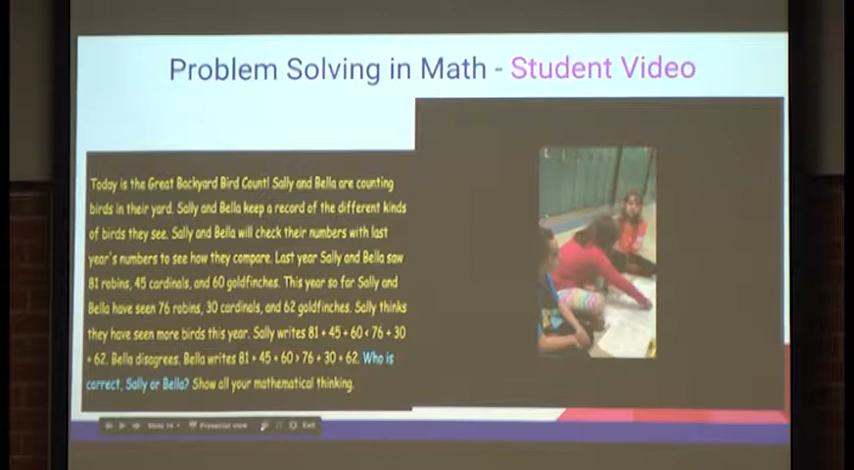 Problem Solving in Math - Student Video
Today is the Great Backyard Bird Count! Sally and Bella are counting
birds in their yard. Sally and Bella keep a record of the different kinds
of birds they see. Sally and Bella will check their numbers with last
year's numbers to see how they compare. Last year Sally and Bella saw
81 robins, 45 cardinals, and 60 goldfinches. This year so far Sally and
Bella have seen 76 robins, 30 cardinals, and 62 goldfinches. Sally thinks
they have seen more birds this year. Sally writes 81 + 45 + 60 < 76 + 30
+ 62. Bella disagrees. Bella writes 81 + 45 + 60 > 76 + 30 + 62. Who is
correct, Sally or Bella? Show all your mathematical thinking.
Slide 14 Presenter view Exit